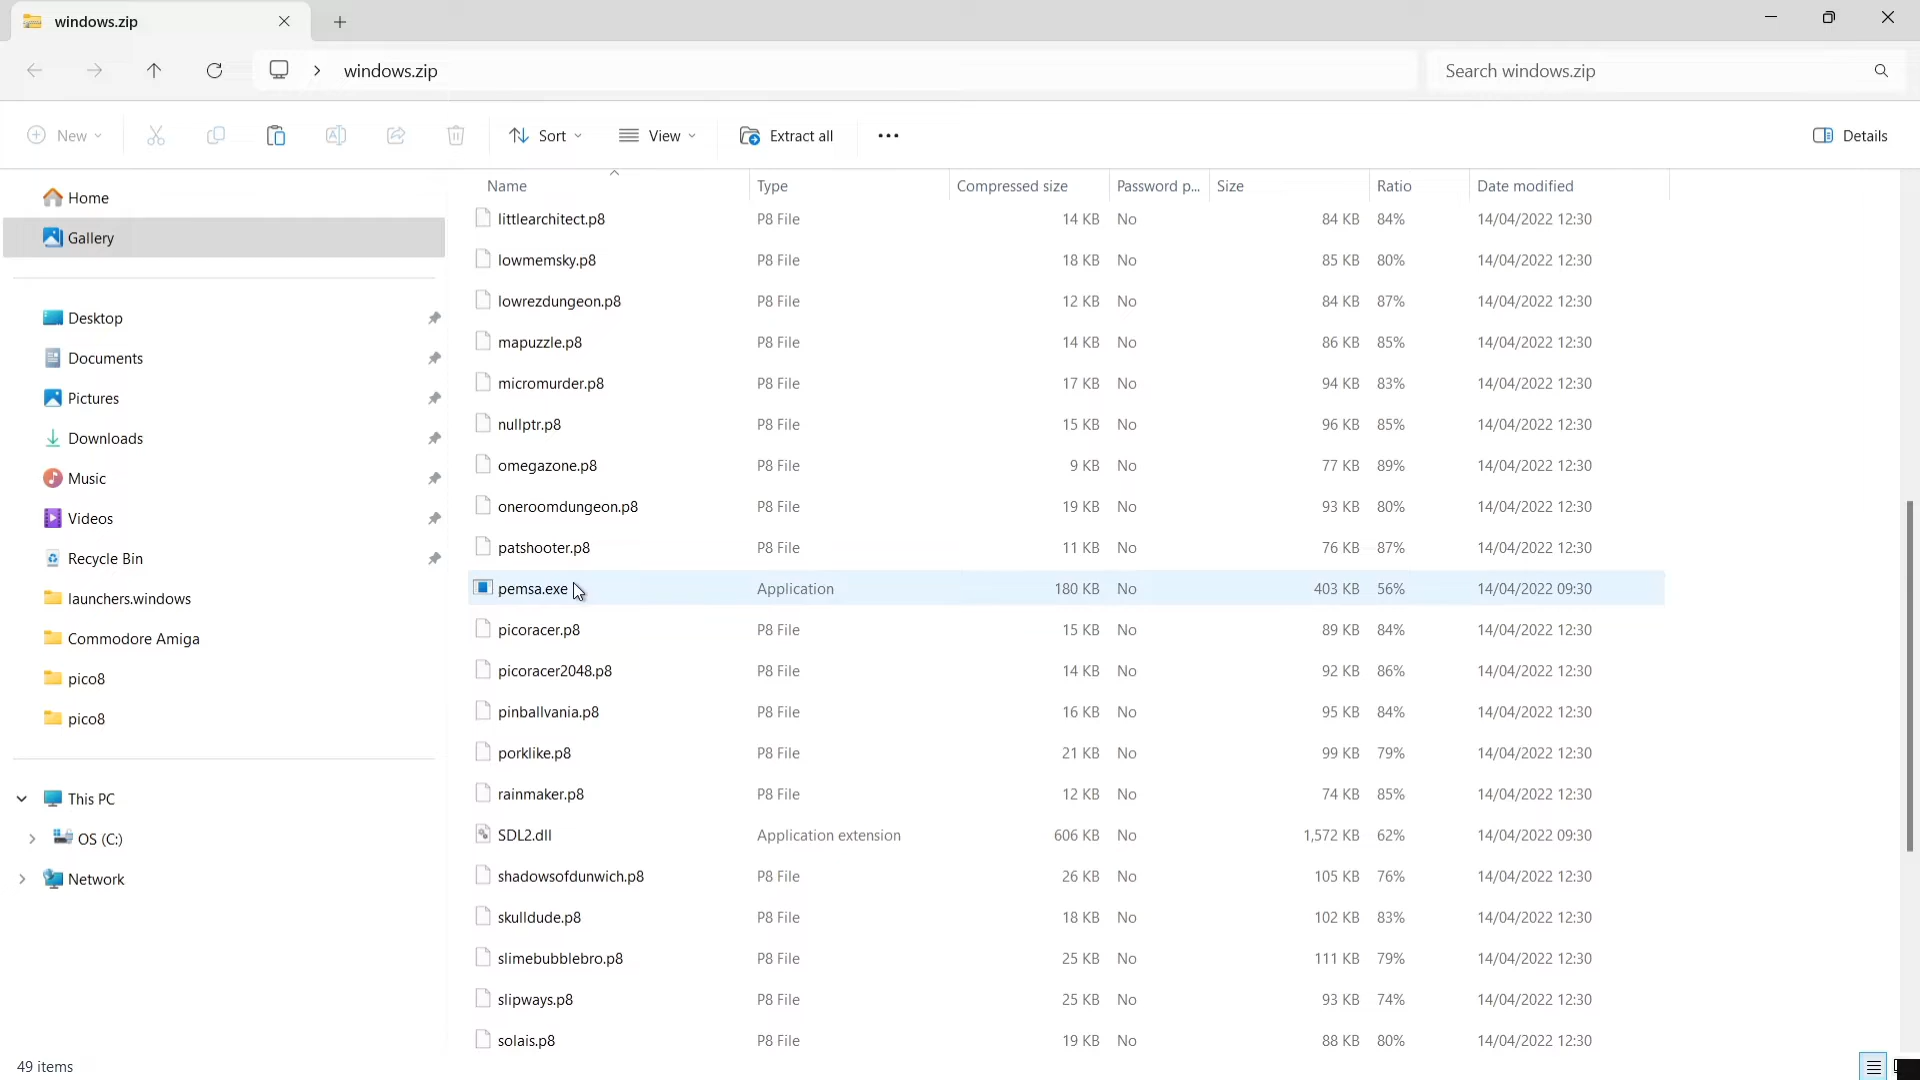 windows.zip
windows.zip
Search windows.zip
New
Sort
View
Extract all
Details
Name Type Compressed size Password p... Size Ratio Date modified
Home
Gallery
Desktop
Documents
Pictures
Downloads
Music
Videos
Recycle Bin
launchers.windows
Commodore Amiga
pico8
pico8
This PC
OS (C:)
Network
littlearchitect.p8 P8 File 14 KB No 84 KB 84% 14/04/2022 12:30
lowmemsky.p8 P8 File 18 KB No 85 KB 80% 14/04/2022 12:30
lowrezdungeon.p8 P8 File 12 KB No 84 KB 87% 14/04/2022 12:30
mapuzzle.p8 P8 File 14 KB No 86 KB 85% 14/04/2022 12:30
micromurder.p8 P8 File 17 KB No 94 KB 83% 14/04/2022 12:30
nullptr.p8 P8 File 15 KB No 96 KB 85% 14/04/2022 12:30
omegazone.p8 P8 File 9 KB No 77 KB 89% 14/04/2022 12:30
oneroomdungeon.p8 P8 File 19 KB No 93 KB 80% 14/04/2022 12:30
patshooter.p8 P8 File 11 KB No 76 KB 87% 14/04/2022 12:30
pemsa.exe Application 180 KB No 403 KB 56% 14/04/2022 09:30
picoracer.p8 P8 File 15 KB No 89 KB 84% 14/04/2022 12:30
picoracer2048.p8 P8 File 14 KB No 92 KB 86% 14/04/2022 12:30
pinballvania.p8 P8 File 16 KB No 95 KB 84% 14/04/2022 12:30
porklike.p8 P8 File 21 KB No 99 KB 79% 14/04/2022 12:30
rainmaker.p8 P8 File 12 KB No 74 KB 85% 14/04/2022 12:30
SDL2.dll Application extension 606 KB No 1,572 KB 62% 14/04/2022 09:30
shadowsofdunwich.p8 P8 File 26 KB No 105 KB 76% 14/04/2022 12:30
skulldude.p8 P8 File 18 KB No 102 KB 83% 14/04/2022 12:30
slimebubblebro.p8 P8 File 25 KB No 111 KB 79% 14/04/2022 12:30
slipways.p8 P8 File 25 KB No 93 KB 74% 14/04/2022 12:30
solais.p8 P8 File 19 KB No 88 KB 80% 14/04/2022 12:30
49 items